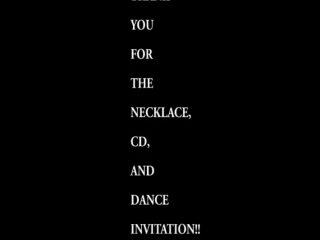 YOU
FOR
THE
NECKLACE,
CD,
AND
DANCE
INVITATION!!